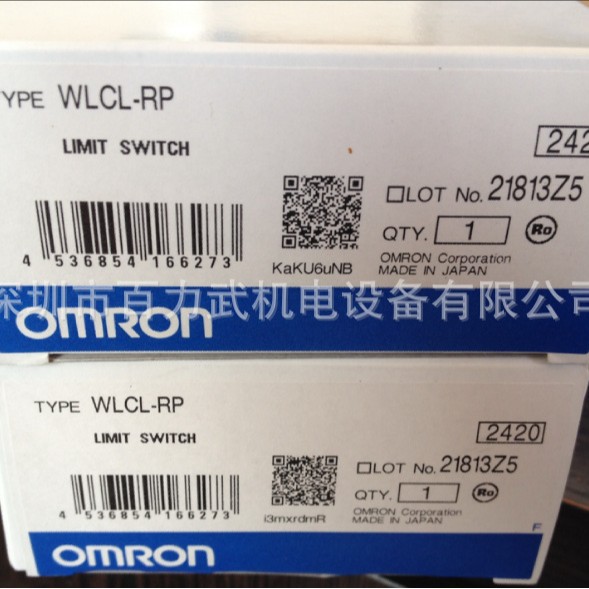 TYPE WLCL-RP
LIMIT SWITCH
242
LOT No. 21813Z5
QTY. 1 Ro
KaKU6uNB
OMRON Corporation
MADE IN JAPAN
4 536854 166273
深圳市百力武机电设备有限公司
OMRON
TYPE WLCL-RP
LIMIT SWITCH
2420
LOT No. 21813Z5
QTY. 1 Ro
i3mxrdmR
OMRON Corporation
MADE IN JAPAN
4 536854 166273
F
OMRON